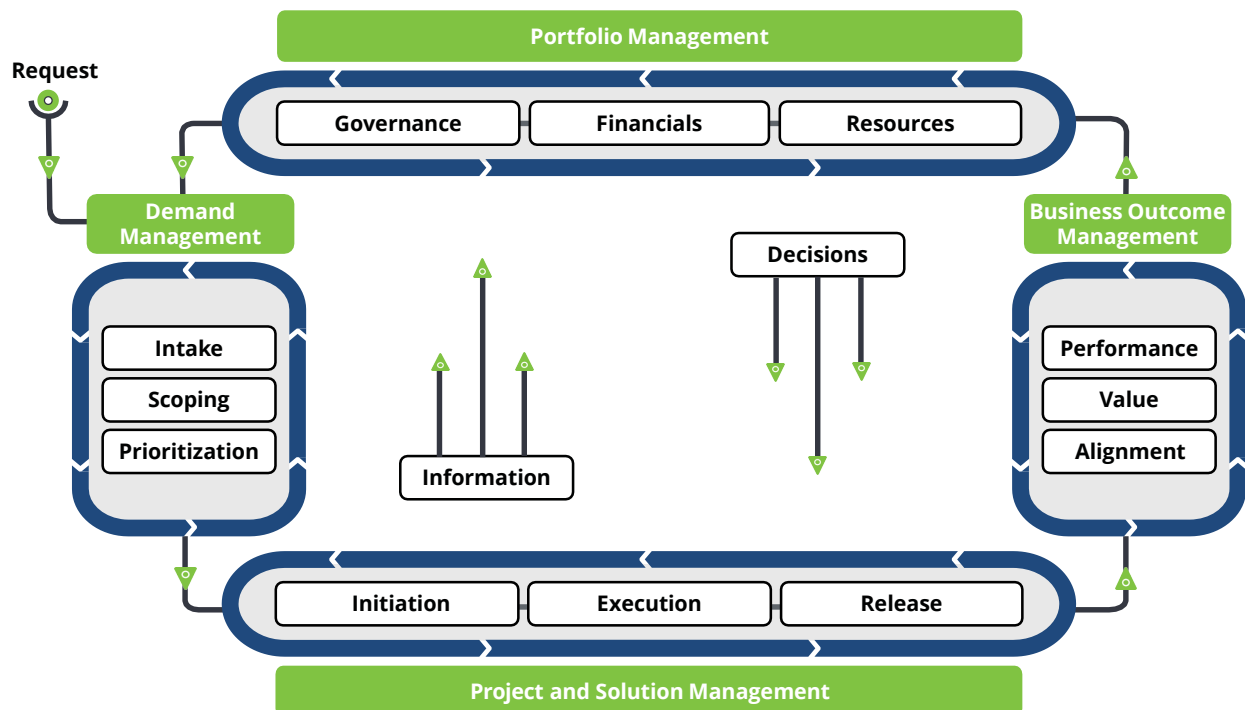 Portfolio Management
Request
Governance
Financials
Resources
Demand
Management
Business Outcome
Management
Decisions
Intake
Scoping
Prioritization
Performance
Value
Alignment
Information
Initiation
Execution
Release
Project and Solution Management